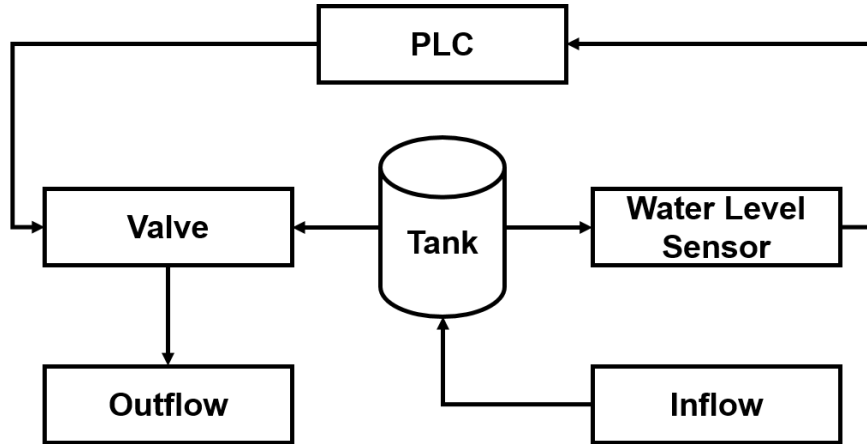 PLC
Valve
Tank
Water Level
Sensor
Outflow
Inflow